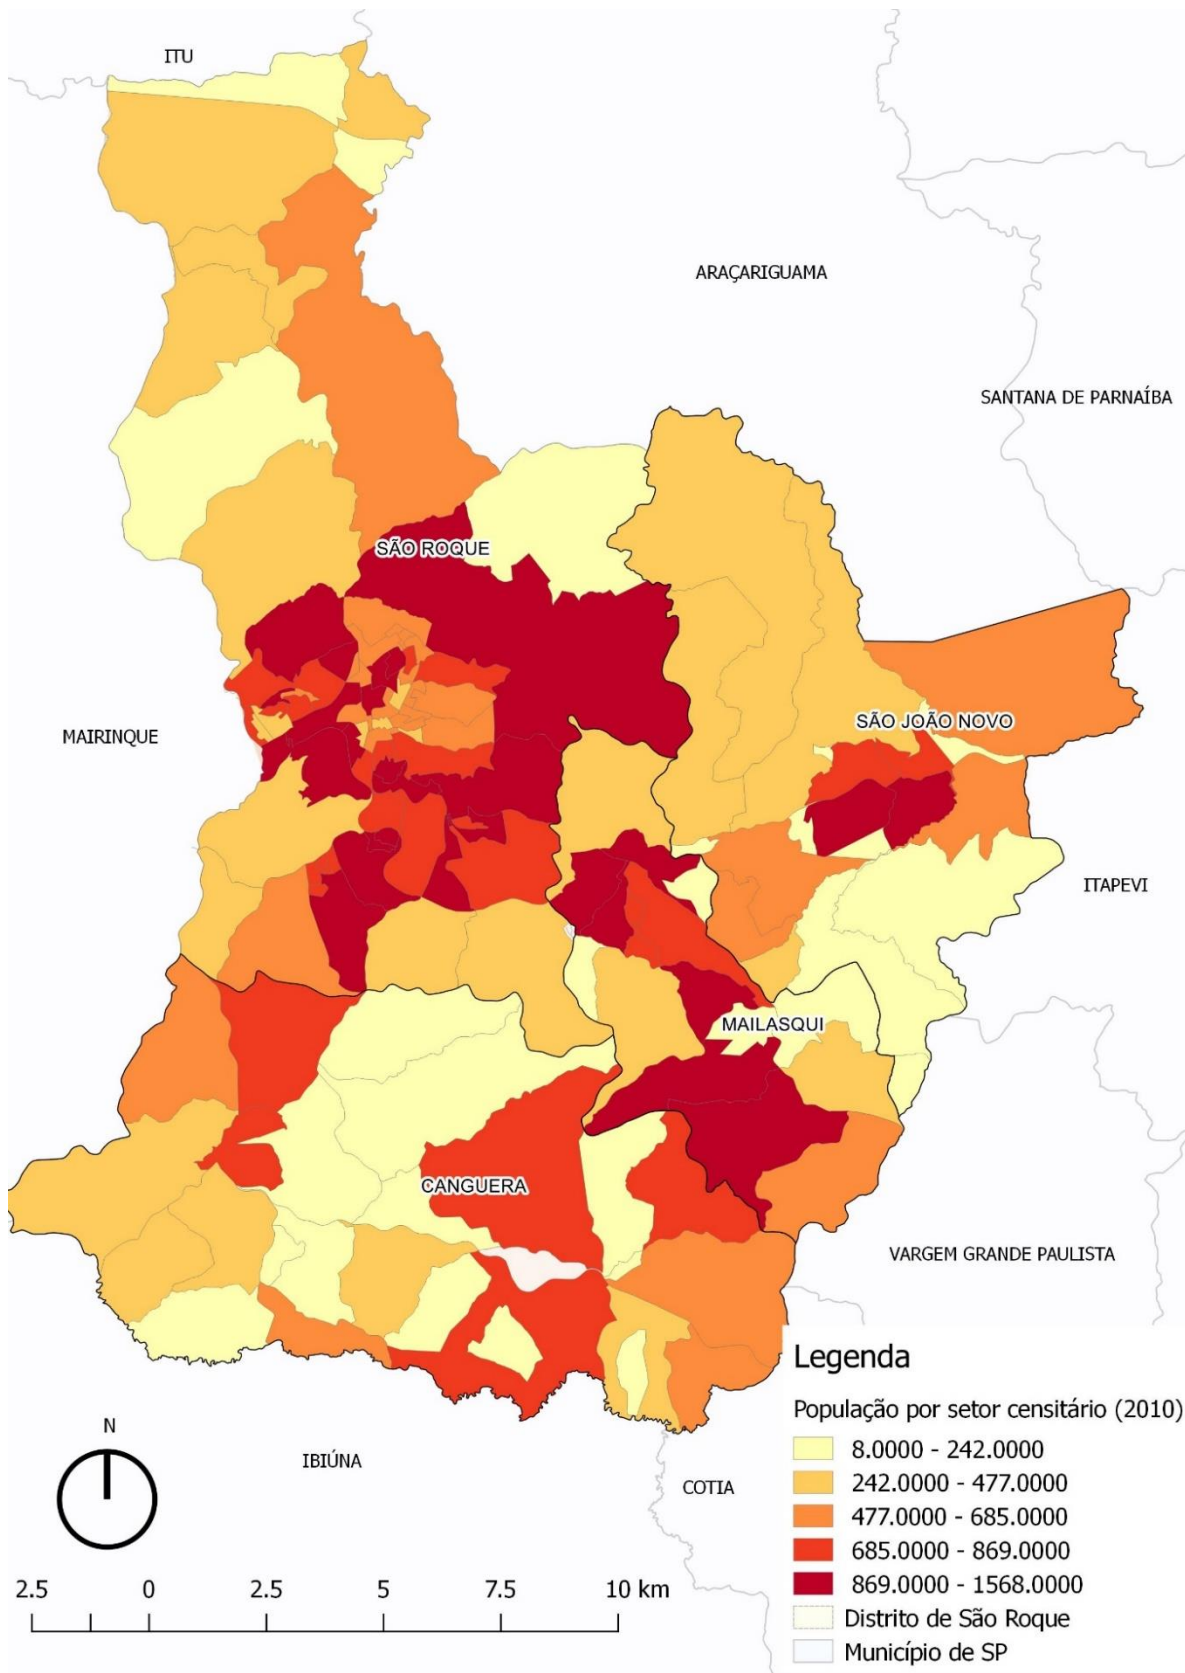 ITU
ARAÇARIGUAMA
SANTANA DE PARNAÍBA
SÃO ROQUE
SÃO JOÃO NOVO
MAIRINQUE
ITAPEVI
MAILASQUI
CANGUERA
VARGEM GRANDE PAULISTA
IBIÚNA
COTIA
N
2.5 0 2.5 5 7.5 10 km
Legenda
População por setor censitário (2010)
8.0000 - 242.0000
242.0000 - 477.0000
477.0000 - 685.0000
685.0000 - 869.0000
869.0000 - 1568.0000
Distrito de São Roque
Município de SP